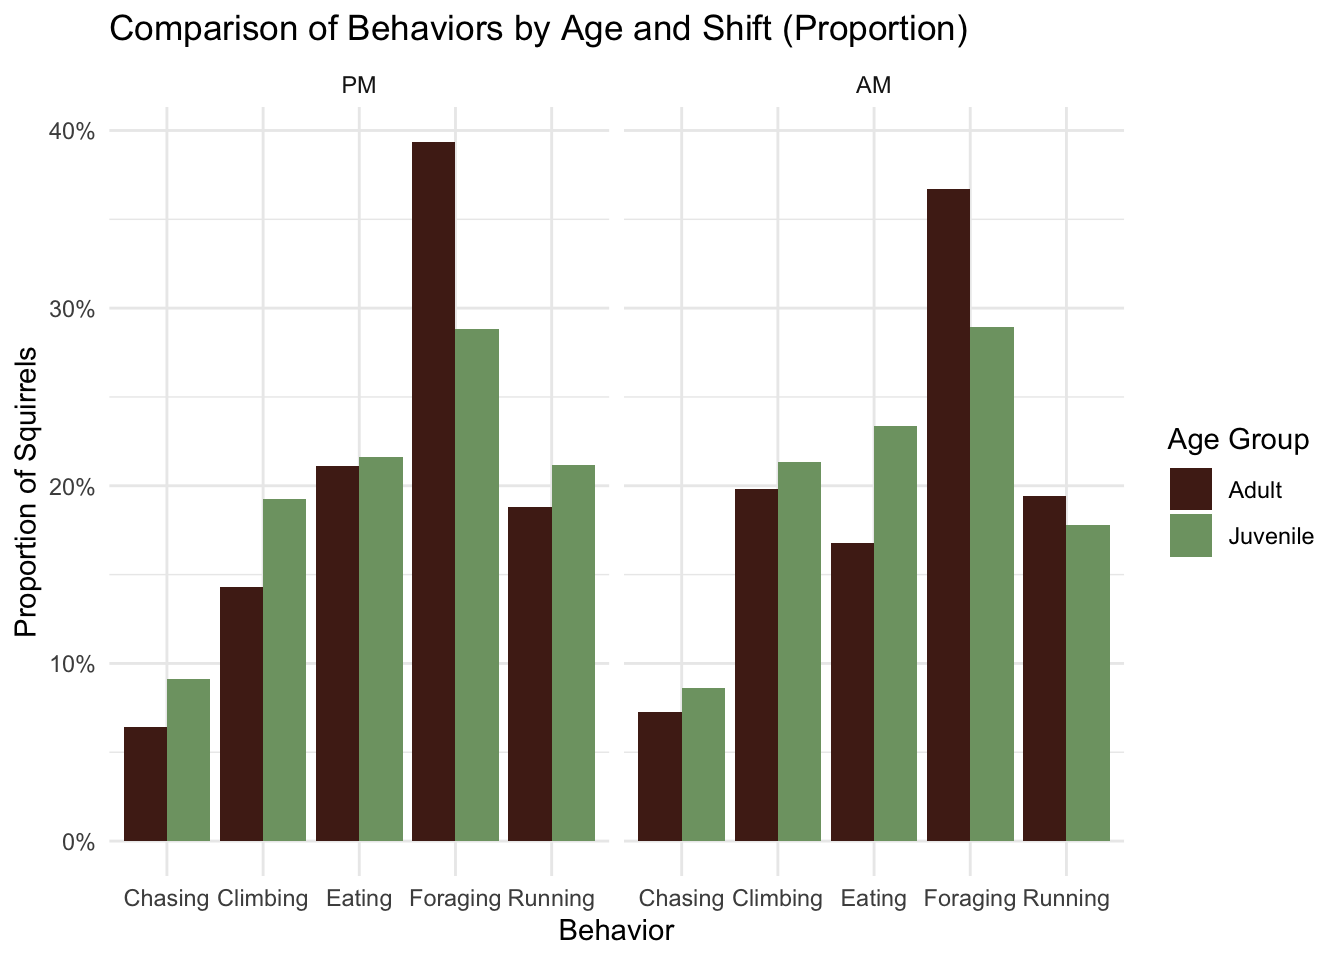 Comparison of Behaviors by Age and Shift (Proportion)
PM
AM
40%
30%
20%
10%
0%
Proportion of Squirrels
Chasing Climbing Eating Foraging Running
Chasing Climbing Eating Foraging Running
Behavior
Age Group
Adult
Juvenile